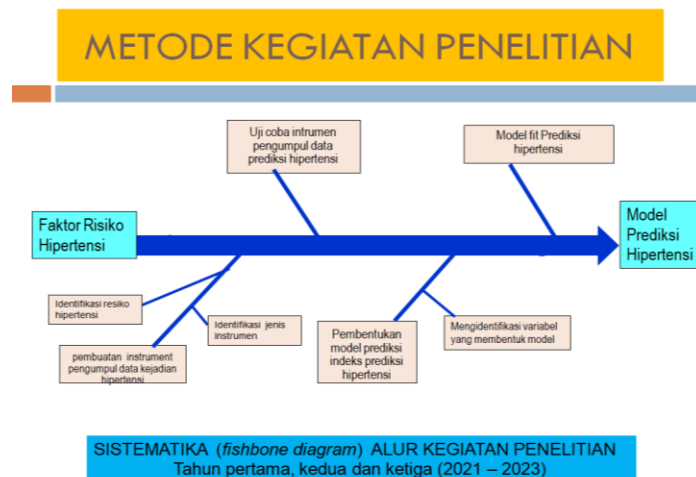 METODE KEGIATAN PENELITIAN
Uji coba intrumen
pengumpul data
prediksi hipertensi
Model fit Prediksi
hipertensi
Faktor Risiko
Hipertensi
Model
Prediksi
Hipertensi
Identifikasi resiko
hipertensi
Identifikasi jenis
instrumen
pembuatan instrument
pengumpul data kejadian
hipertensi
Pembentukan
model prediksi
indeks prediksi
hipertensi
Mengidentifikasi variabel
yang membentuk model
SISTEMATIKA (fishbone diagram) ALUR KEGIATAN PENELITIAN
Tahun pertama, kedua dan ketiga (2021 – 2023)